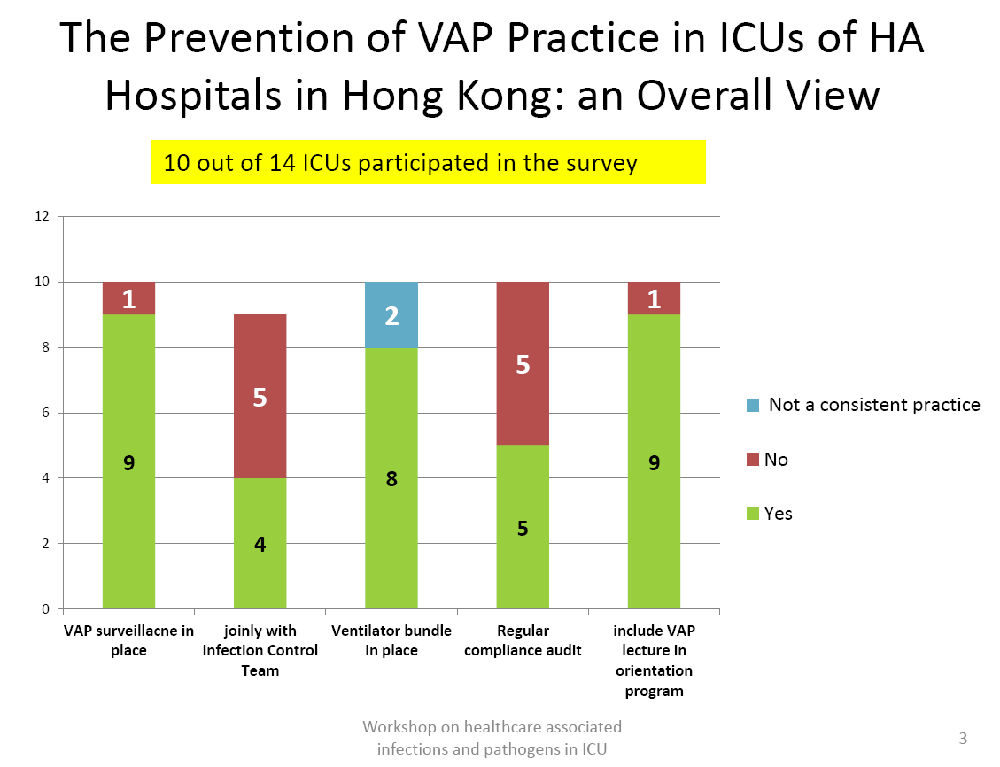 The Prevention of VAP Practice in ICUs of HA
Hospitals in Hong Kong: an Overall View
10 out of 14 ICUs participated in the survey
12
10
8
6
4
2
0
1
9
5
4
2
8
5
5
1
9
VAP surveillacne in
place
joinly with
Infection Control
Team
Ventilator bundle
in place
Regular
compliance audit
include VAP
lecture in
orientation
program
Not a consistent practice
No
Yes
Workshop on healthcare associated
infections and pathogens in ICU
3